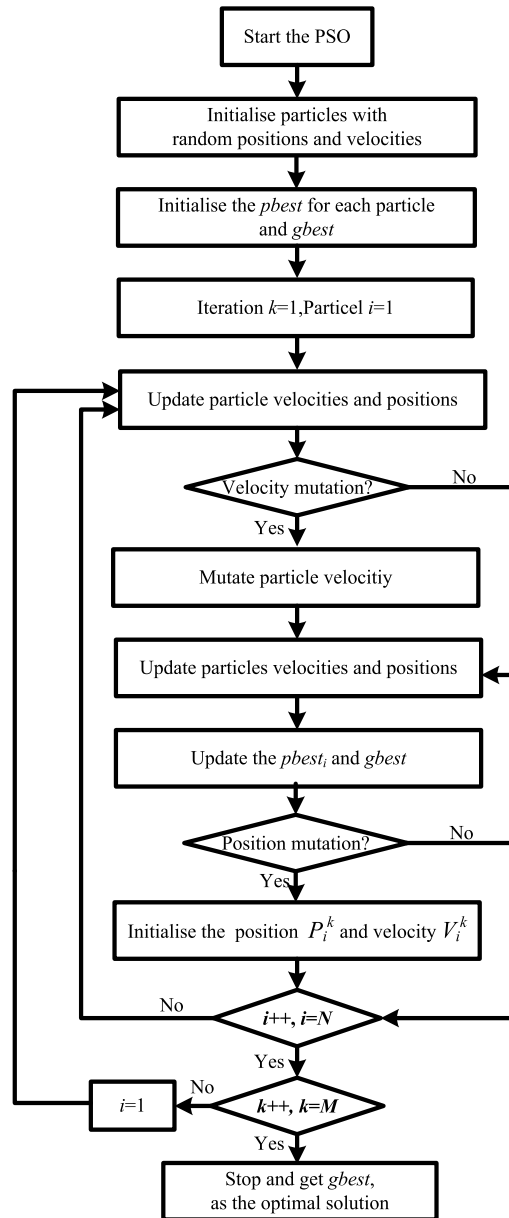 Start the PSO
Initialise particles with
random positions and velocities
Initialise the pbest for each particle
and gbest
Iteration k=1,Particel i=1
Update particle velocities and positions
Velocity mutation?
No
Yes
Mutate particle velocitiy
Update particles velocities and positions
Update the pbest_i and gbest
Position mutation?
No
Yes
Initialise the position P_i^k and velocity V_i^k
No
i++, i=N
Yes
i=1
No
k++, k=M
Yes
Stop and get gbest,
as the optimal solution